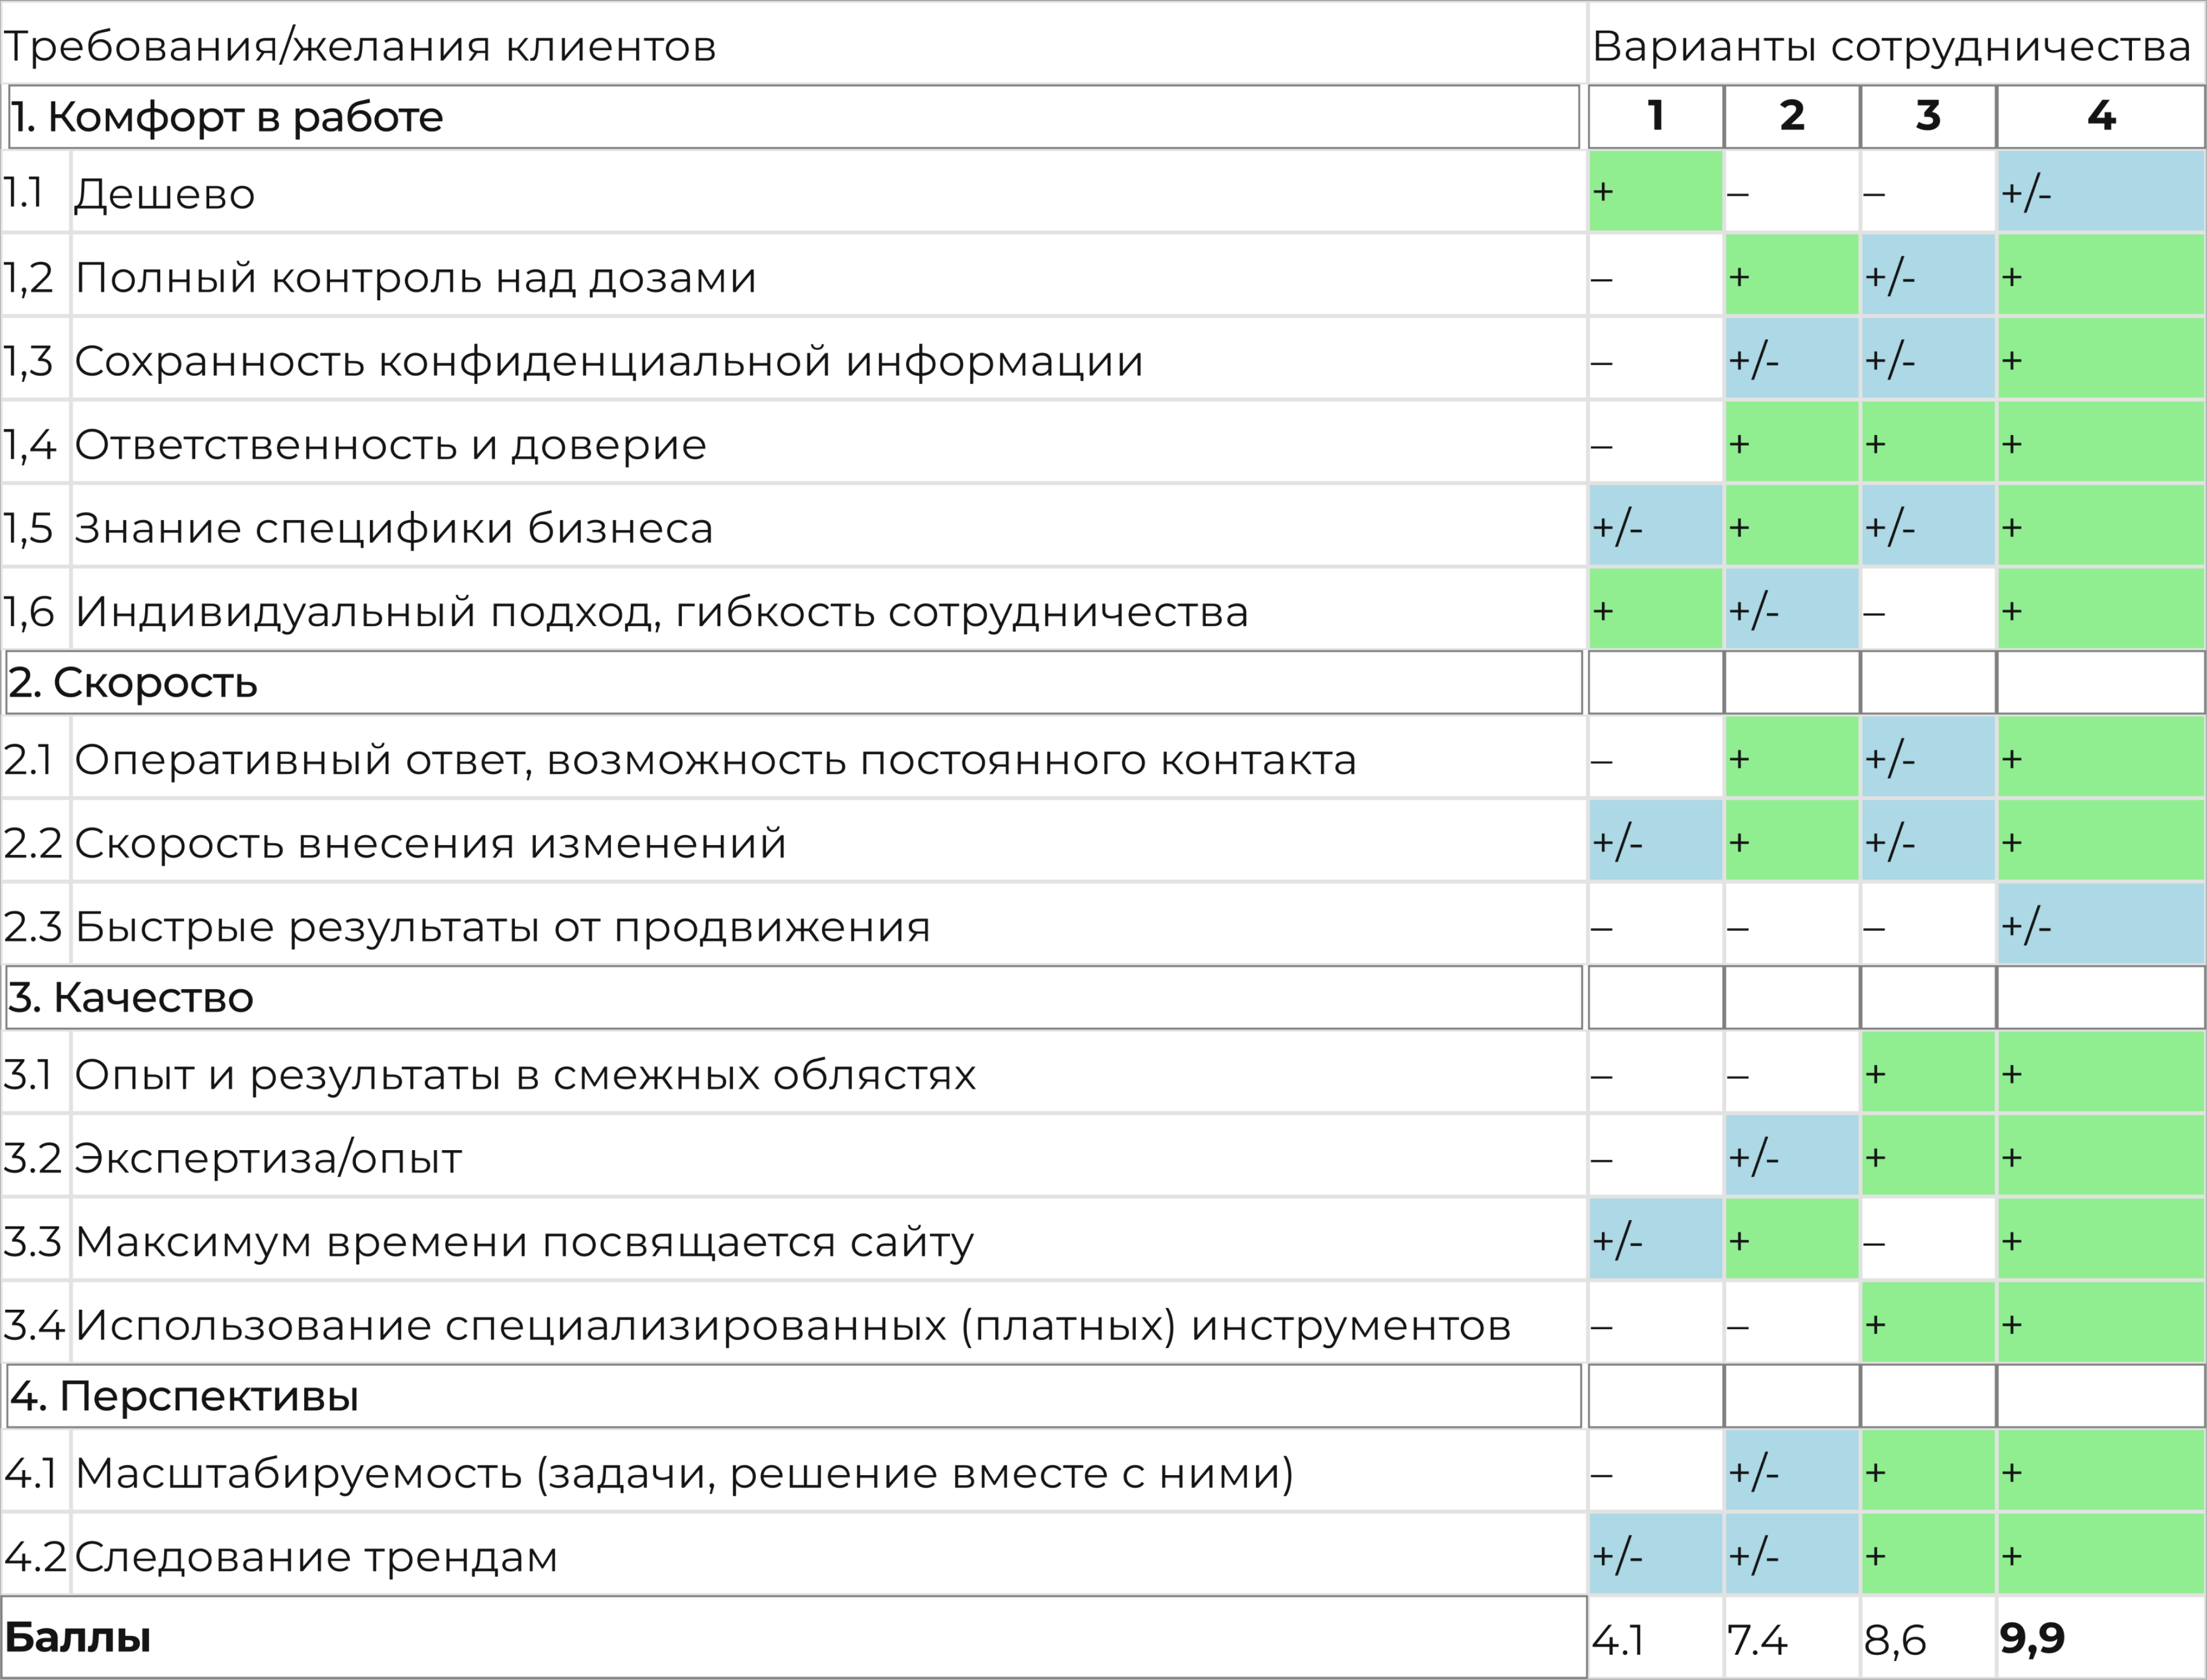 Требования/желания клиентов Варианты сотрудничества
1. Комфорт в работе 1 2 3 4
1.1 Дешево + – – +/-
1,2 Полный контроль над дозами – + +/- +
1,3 Сохранность конфиденциальной информации – +/- +/- +
1,4 Ответственность и доверие – + + +
1,5 Знание специфики бизнеса +/- + +/- +
1,6 Индивидуальный подход, гибкость сотрудничества + +/- – +
2. Скорость
2.1 Оперативный ответ, возможность постоянного контакта – + +/- +
2.2 Скорость внесения изменений +/- + +/- +
2.3 Быстрые результаты от продвижения – – – +/-
3. Качество
3.1 Опыт и результаты в смежных облястях – – + +
3.2 Экспертиза/опыт – +/- + +
3.3 Максимум времени посвящается сайту +/- + – +
3.4 Использование специализированных (платных) инструментов – – + +
4. Перспективы
4.1 Масштабируемость (задачи, решение вместе с ними) – +/- + +
4.2 Следование трендам +/- +/- + +
Баллы 4.1 7.4 8,6 9,9